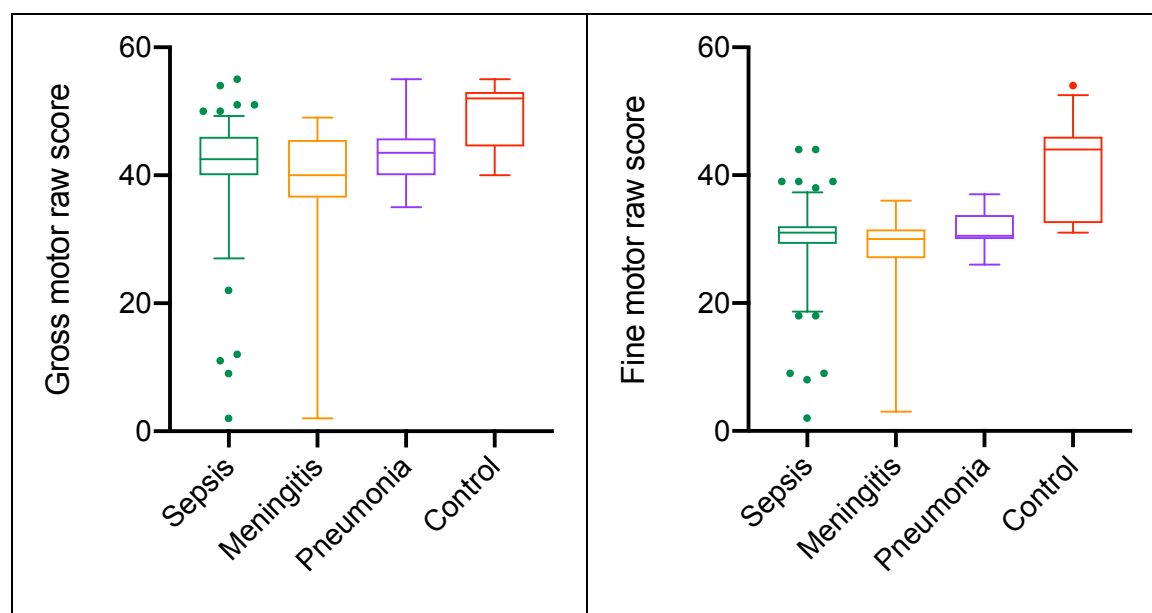 Gross motor raw score
60
40
20
0
Sepsis
Meningitis
Pneumonia
Control
Fine motor raw score
60
40
20
0
Sepsis
Meningitis
Pneumonia
Control